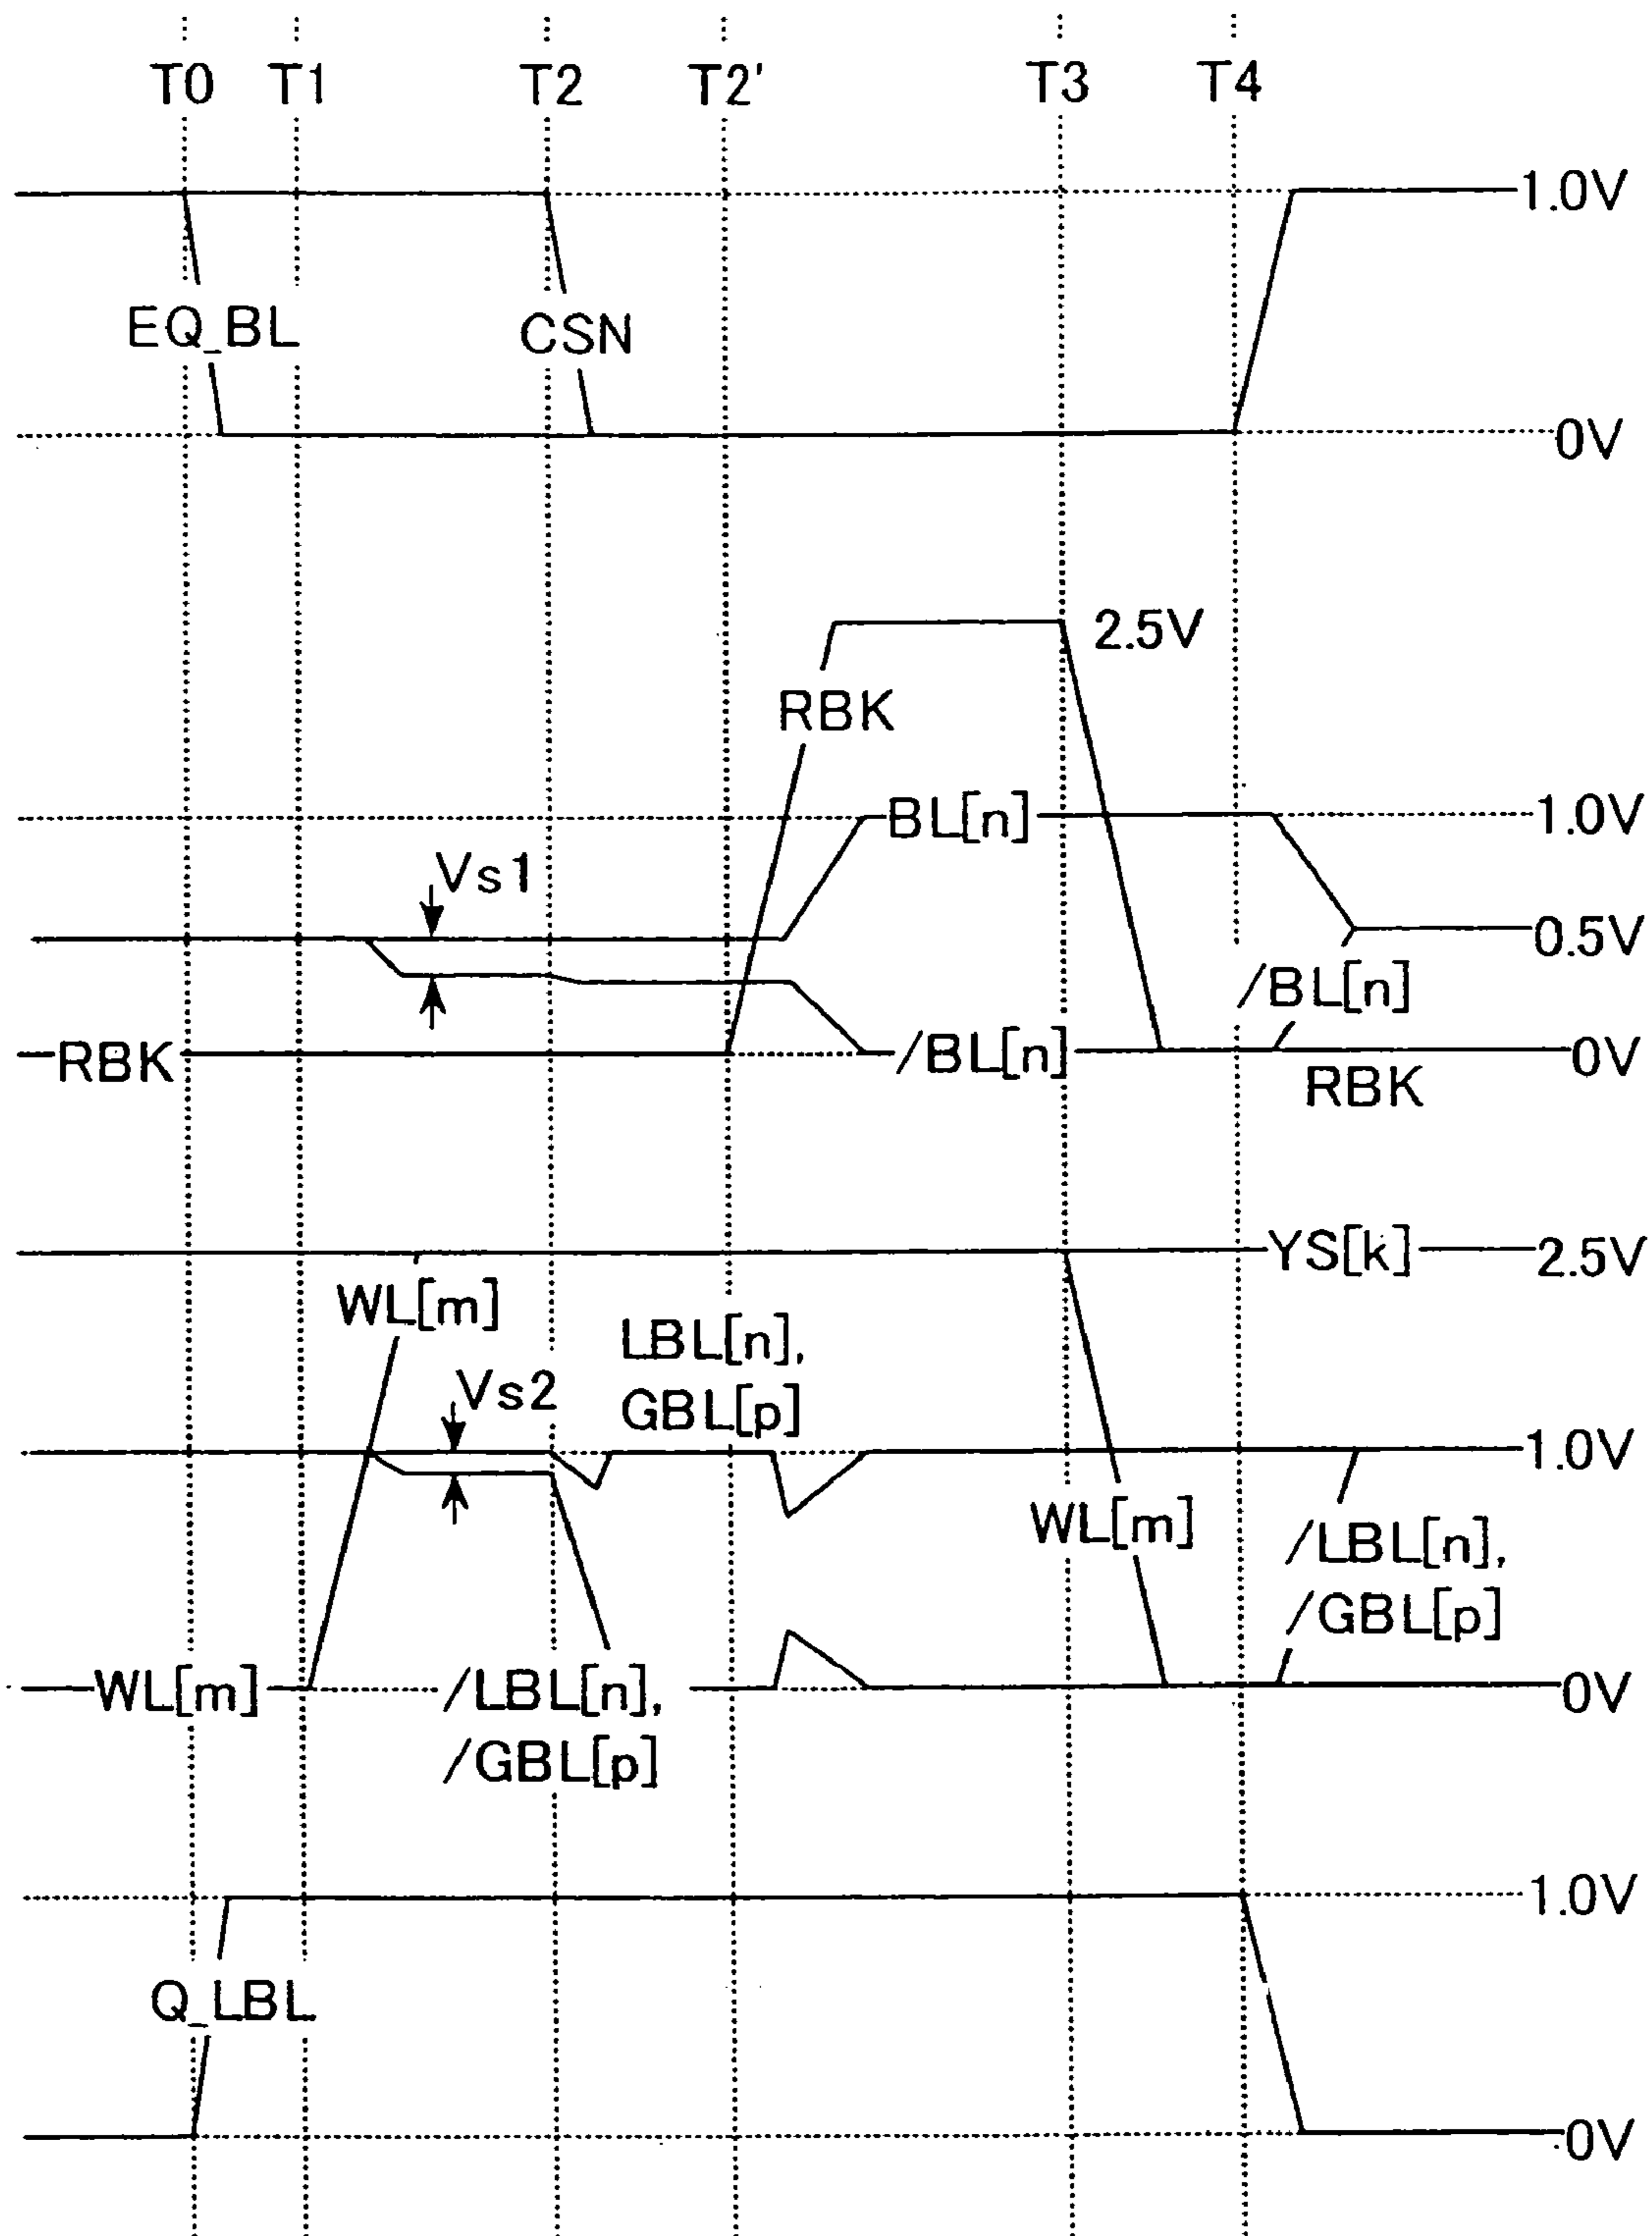 T0 T1 T2 T2' T3 T4
1.0V
EQ_BL CSN
0V
2.5V
RBK
BL[n] 1.0V
Vs1
0.5V
/BL[n]
RBK /BL[n] 0V
RBK
YS[k] 2.5V
WL[m]
LBL[n],
Vs2
GBL[p]
1.0V
WL[m]
/LBL[n],
/GBL[p]
WL[m] /LBL[n], 0V
/GBL[p]
1.0V
Q_LBL
0V